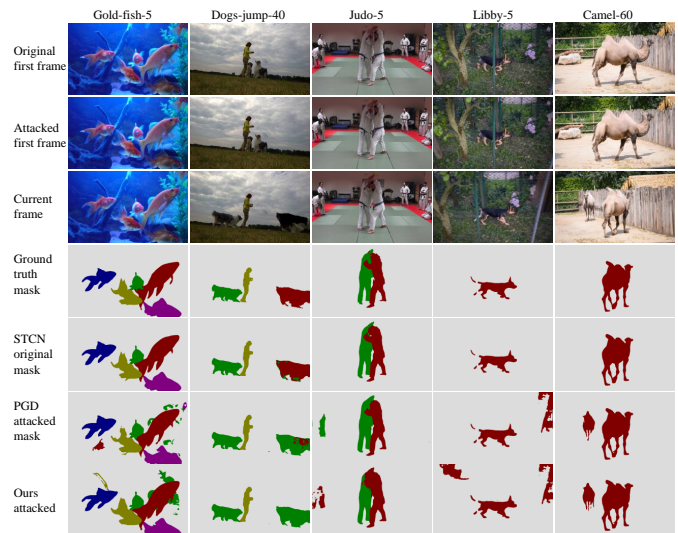 Gold-fish-5 Dogs-jump-40 Judo-5 Libby-5 Camel-60
Original
first frame
Attacked
first frame
Current
frame
Ground
truth
mask
STCN
original
mask
PGD
attacked
mask
Ours
attacked